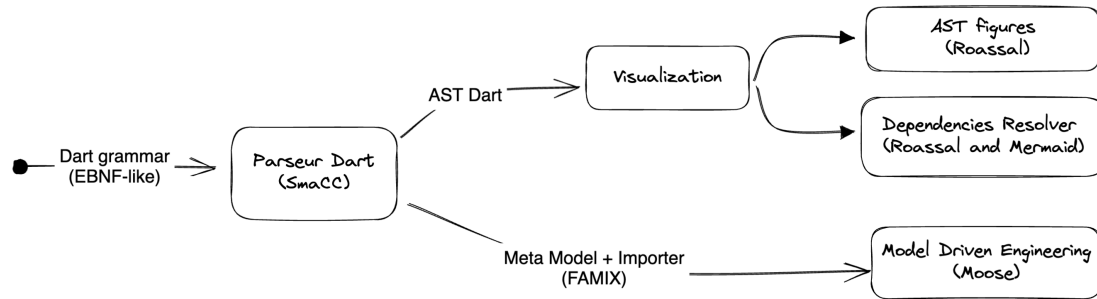 Dart grammar
(EBNF-like)
Parseur Dart
(SmaCC)
AST Dart
Visualization
AST figures
(Roassal)
Dependencies Resolver
(Roassal and Mermaid)
Meta Model + Importer
(FAMIX)
Model Driven Engineering
(Moose)